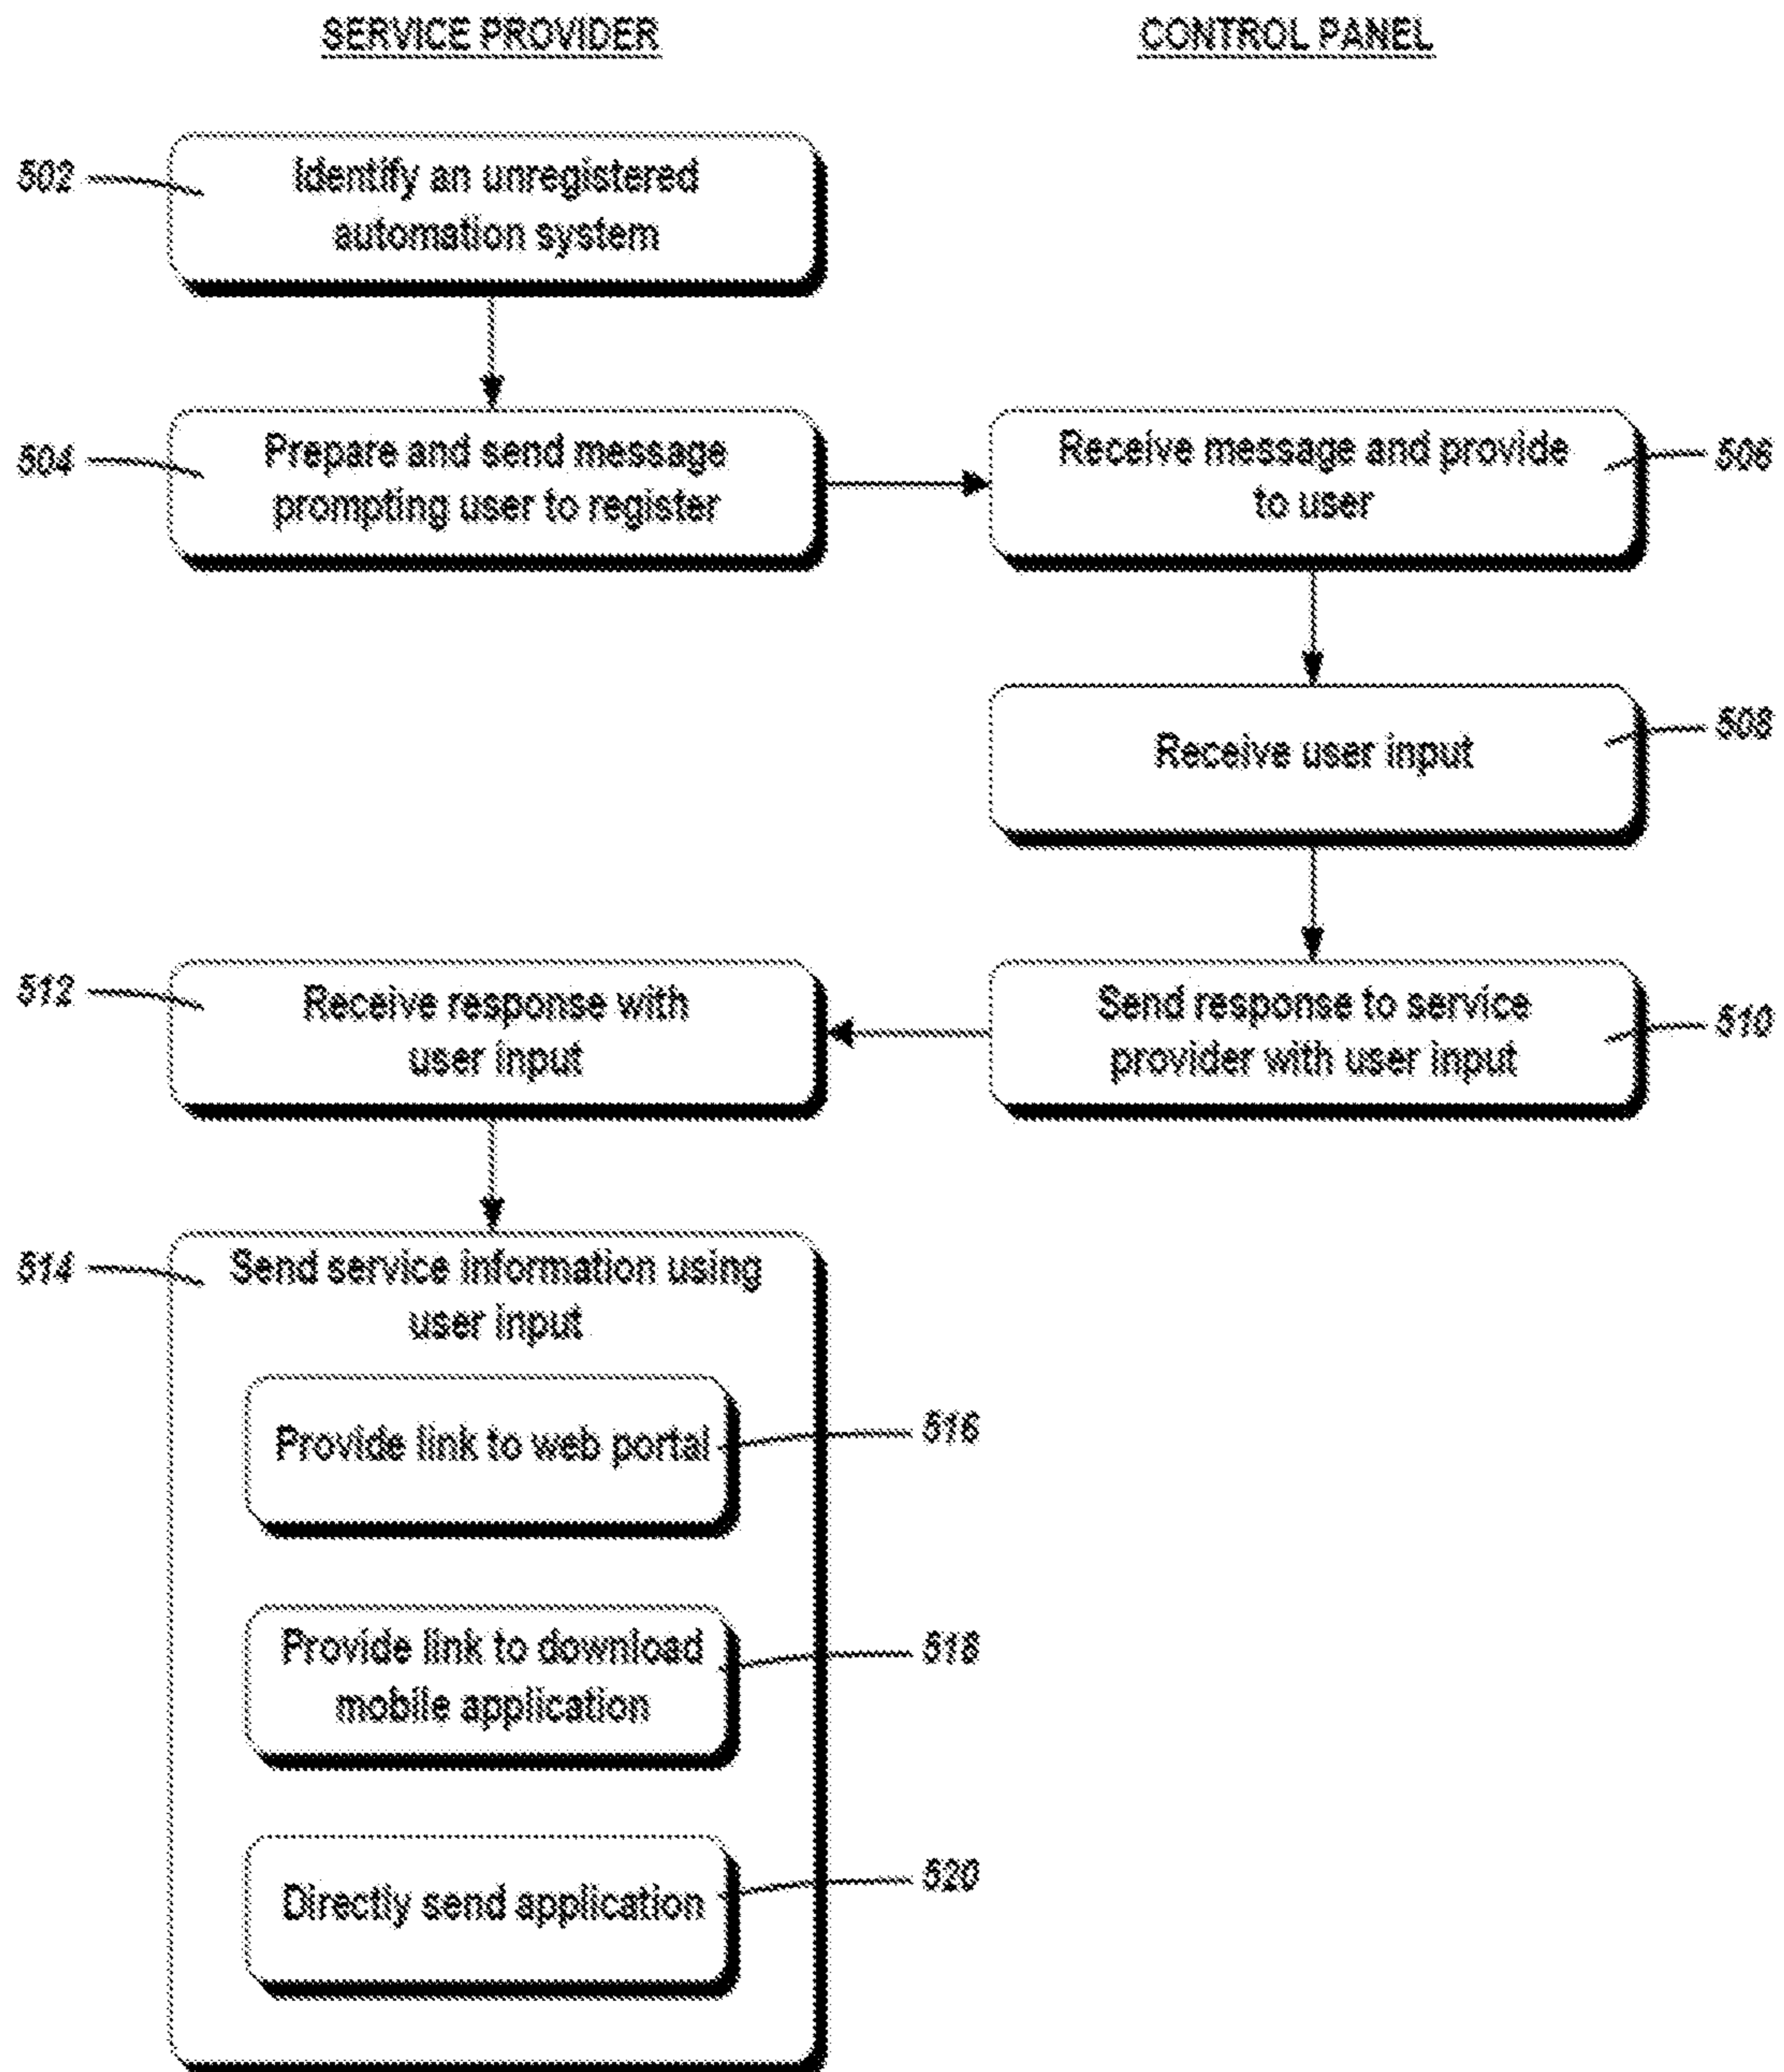 SERVICE PROVIDER
CONTROL PANEL
502
Identify an unregistered
automation system
504
Prepare and send message
prompting user to register
Receive message and provide
to user
506
Receive user input
508
512
Receive response with
user input
Send response to service
provider with user input
510
514
Send service information using
user input
Provide link to web portal
516
Provide link to download
mobile application
518
Directly send application
520